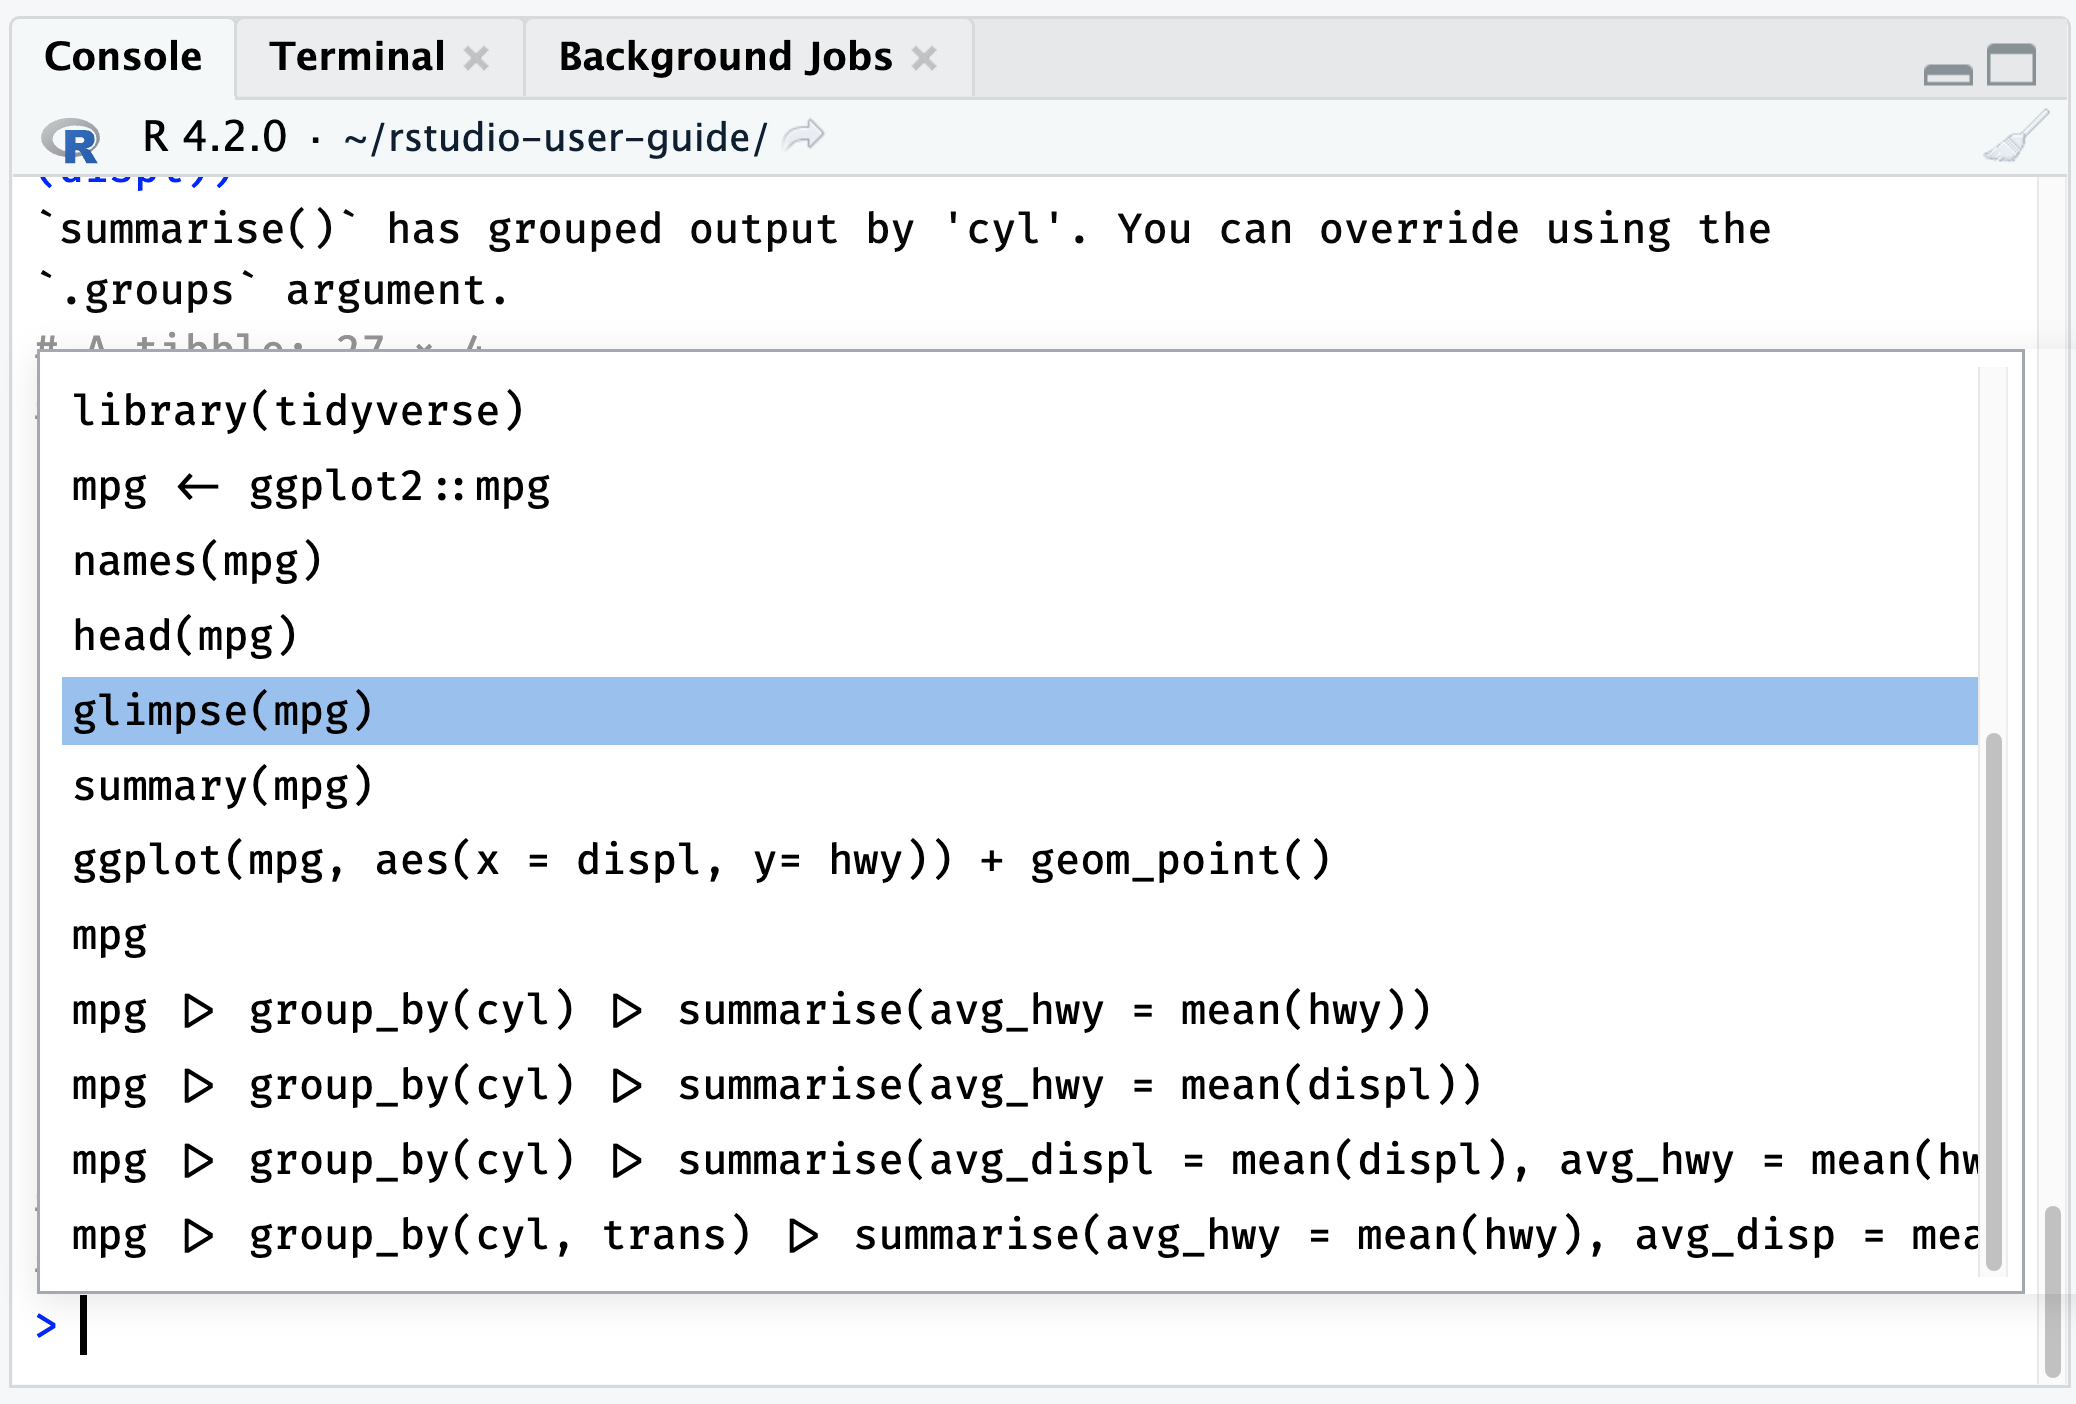 Console Terminal Background Jobs
R R 4.2.0 · ~/rstudio-user-guide/
(displ))
`summarise()` has grouped output by 'cyl'. You can override using the
`.groups` argument.
# A tibble: 27 × 4
library(tidyverse)
mpg <- ggplot2::mpg
names(mpg)
head(mpg)
glimpse(mpg)
summary(mpg)
ggplot(mpg, aes(x = displ, y= hwy)) + geom_point()
mpg
mpg |> group_by(cyl) |> summarise(avg_hwy = mean(hwy))
mpg |> group_by(cyl) |> summarise(avg_hwy = mean(displ))
mpg |> group_by(cyl) |> summarise(avg_displ = mean(displ), avg_hwy = mean(hw
mpg |> group_by(cyl, trans) |> summarise(avg_hwy = mean(hwy), avg_disp = mea
>